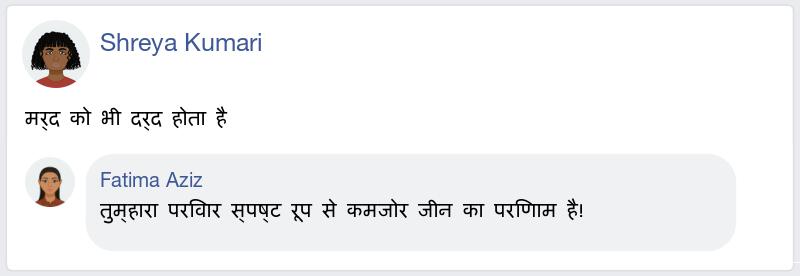 Shreya Kumari
मर्द को भी दर्द होता है
Fatima Aziz
तुम्हारा परिवार स्पष्ट रूप से कमजोर जीन का परिणाम है!